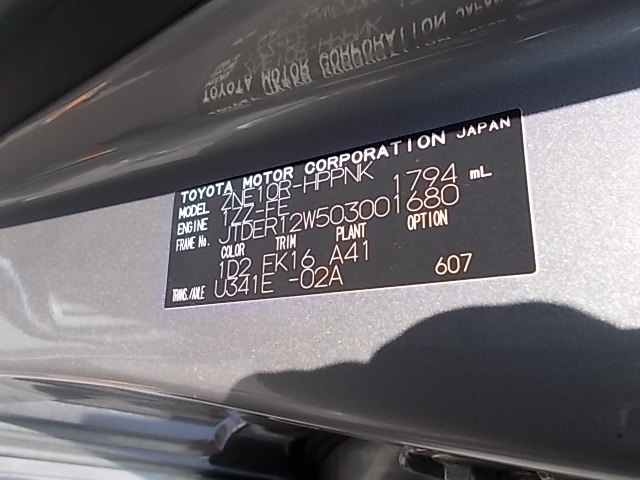 TOYOTA MOTOR CORPORATION JAPAN
MODEL ZNE10R-HPPNK
ENGINE 1ZZ-FE 1794 mL
FRAME No. JTDER12W503001680
COLOR TRIM PLANT OPTION
1D2 FK16 A41
TRANS./AXLE U341E -02A 607